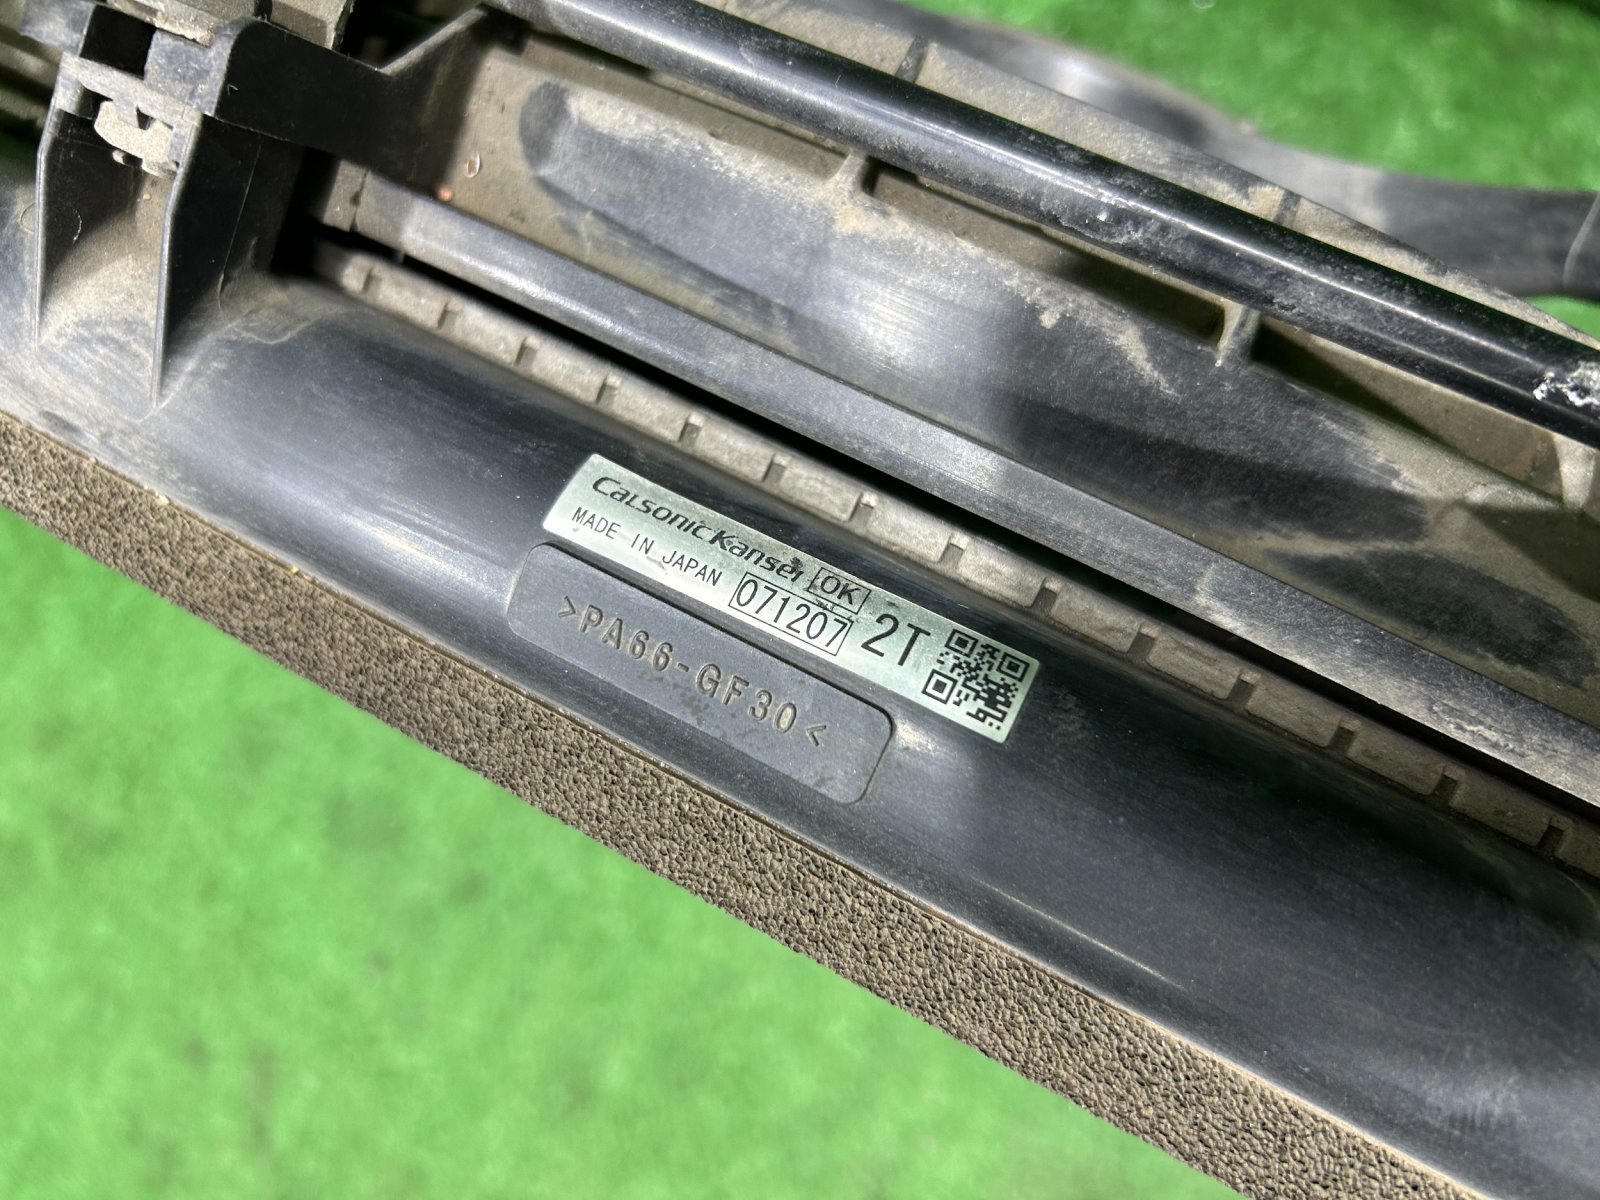 CalsonicKansei OK
MADE IN JAPAN 071207 2T
>PA66-GF30<